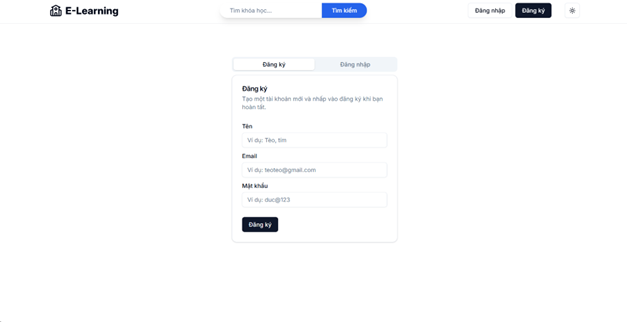 E-Learning
Tìm khóa học...
Tìm kiếm
Đăng nhập
Đăng ký
Đăng ký
Đăng nhập
Đăng ký
Tạo một tài khoản mới và nhấp vào đăng ký khi bạn
hoàn tất.
Tên
Ví dụ: Tèo, tím
Email
Ví dụ: teoteo@gmail.com
Mật khẩu
Ví dụ: duc@123
Đăng ký